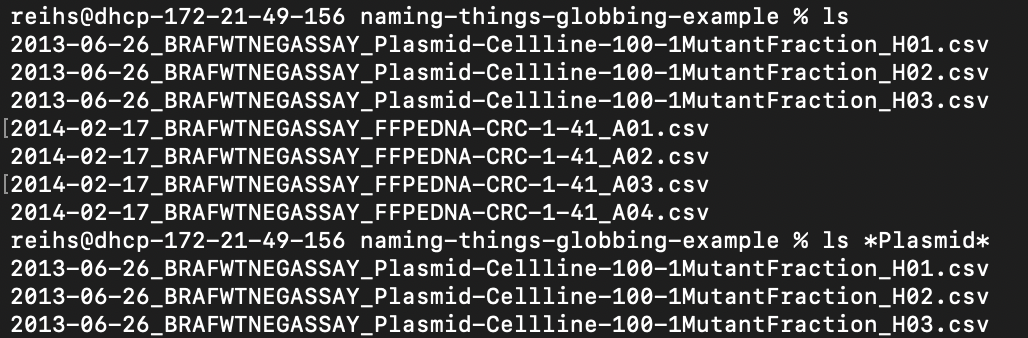 reihs@dhcp-172-21-49-156 naming-things-globbing-example % ls
2013-06-26_BRAFWTNEGASSAY_Plasmid-Cellline-100-1MutantFraction_H01.csv
2013-06-26_BRAFWTNEGASSAY_Plasmid-Cellline-100-1MutantFraction_H02.csv
2013-06-26_BRAFWTNEGASSAY_Plasmid-Cellline-100-1MutantFraction_H03.csv
[2014-02-17_BRAFWTNEGASSAY_FFPEDNA-CRC-1-41_A01.csv
2014-02-17_BRAFWTNEGASSAY_FFPEDNA-CRC-1-41_A02.csv
[2014-02-17_BRAFWTNEGASSAY_FFPEDNA-CRC-1-41_A03.csv
2014-02-17_BRAFWTNEGASSAY_FFPEDNA-CRC-1-41_A04.csv
reihs@dhcp-172-21-49-156 naming-things-globbing-example % ls *Plasmid*
2013-06-26_BRAFWTNEGASSAY_Plasmid-Cellline-100-1MutantFraction_H01.csv
2013-06-26_BRAFWTNEGASSAY_Plasmid-Cellline-100-1MutantFraction_H02.csv
2013-06-26_BRAFWTNEGASSAY_Plasmid-Cellline-100-1MutantFraction_H03.csv